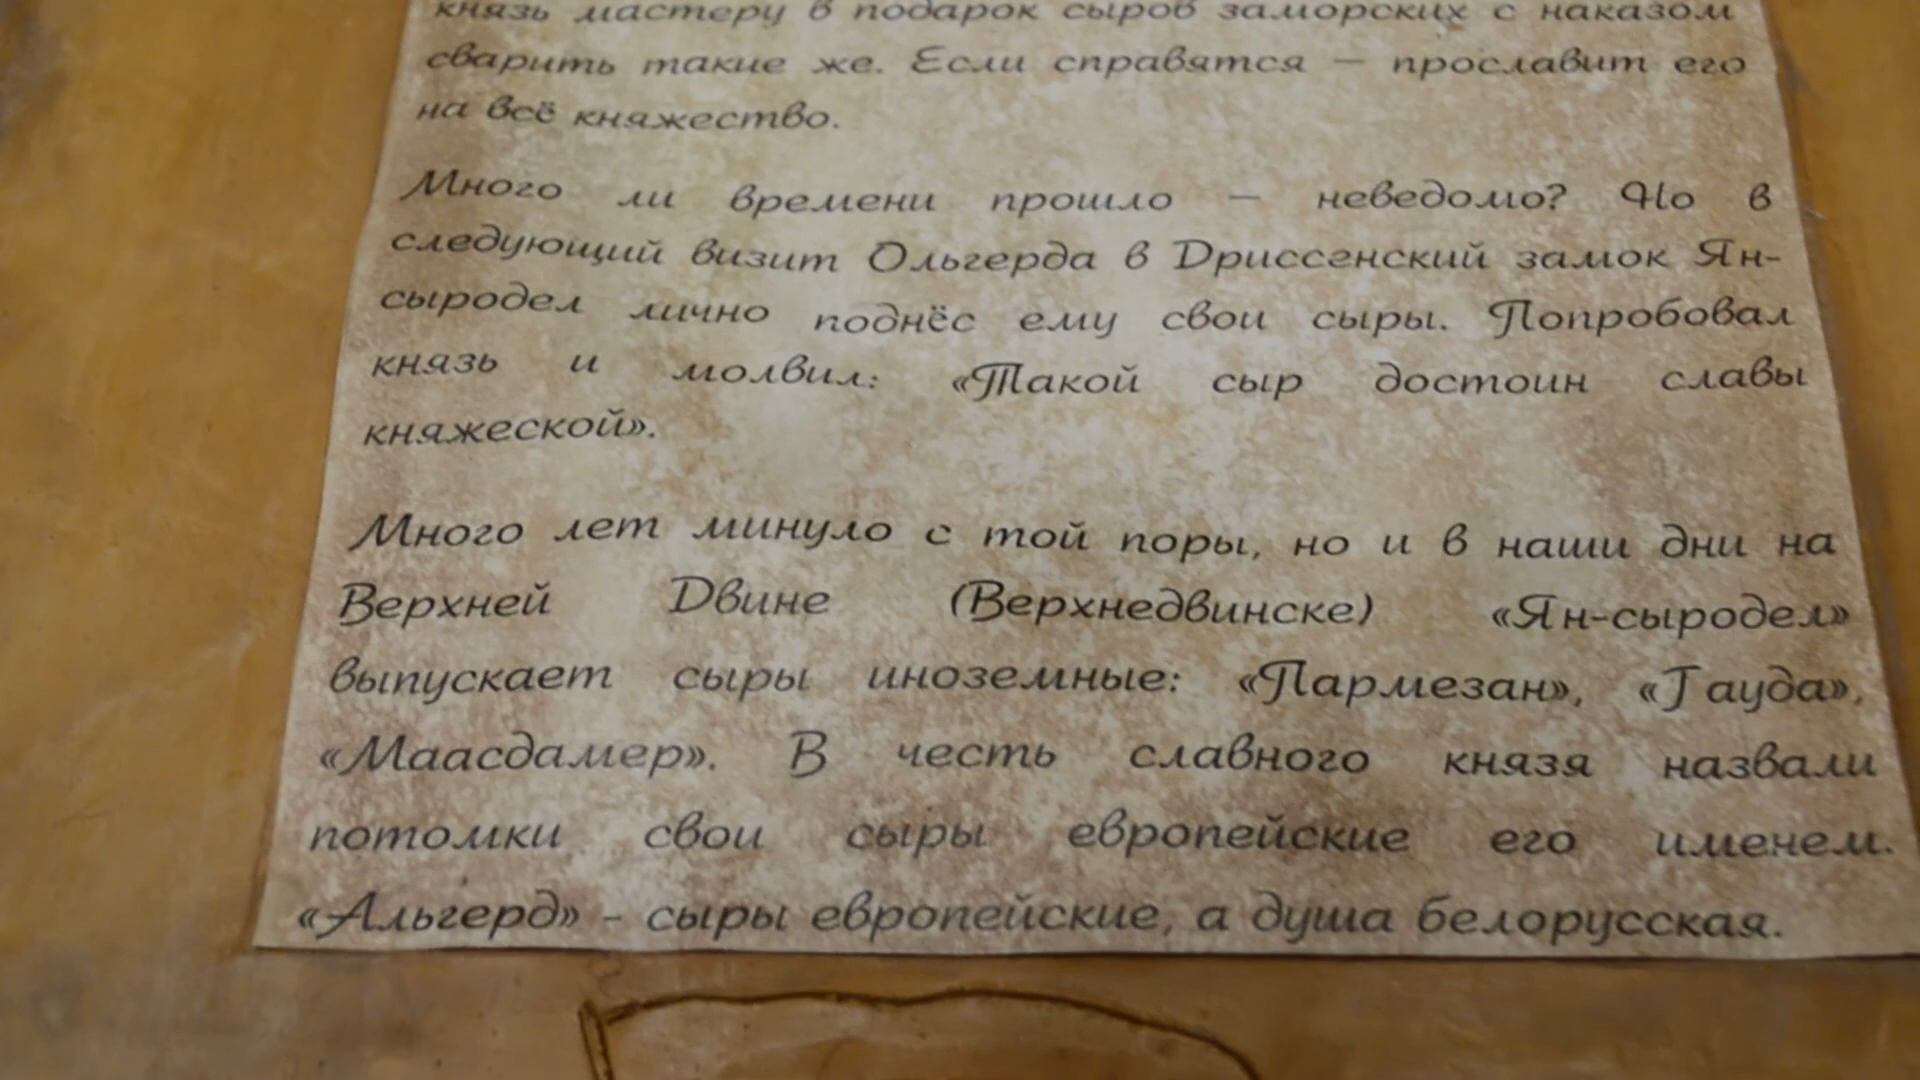 князь мастеру в подарок сыров заморских с наказом
сварить такие же. Если справятся — прославит его
на всё княжество.
Много ли времени прошло — неведомо? Но в
следующий визит Ольгерда в Дриссенский замок Ян-
сыродел лично поднёс ему свои сыры. Попробовал
князь и молвил: «Такой сыр достоин славы
княжеской».
Много лет минуло с той поры, но и в наши дни на
Верхней Двине (Верхнедвинске) «Ян-сыродел»
выпускает сыры иноземные: «Пармезан», «Гауда»,
«Маасдамер». В честь славного князя назвали
потомки свои сыры европейские его именем.
«Альгерд» - сыры европейские, а душа белорусская.